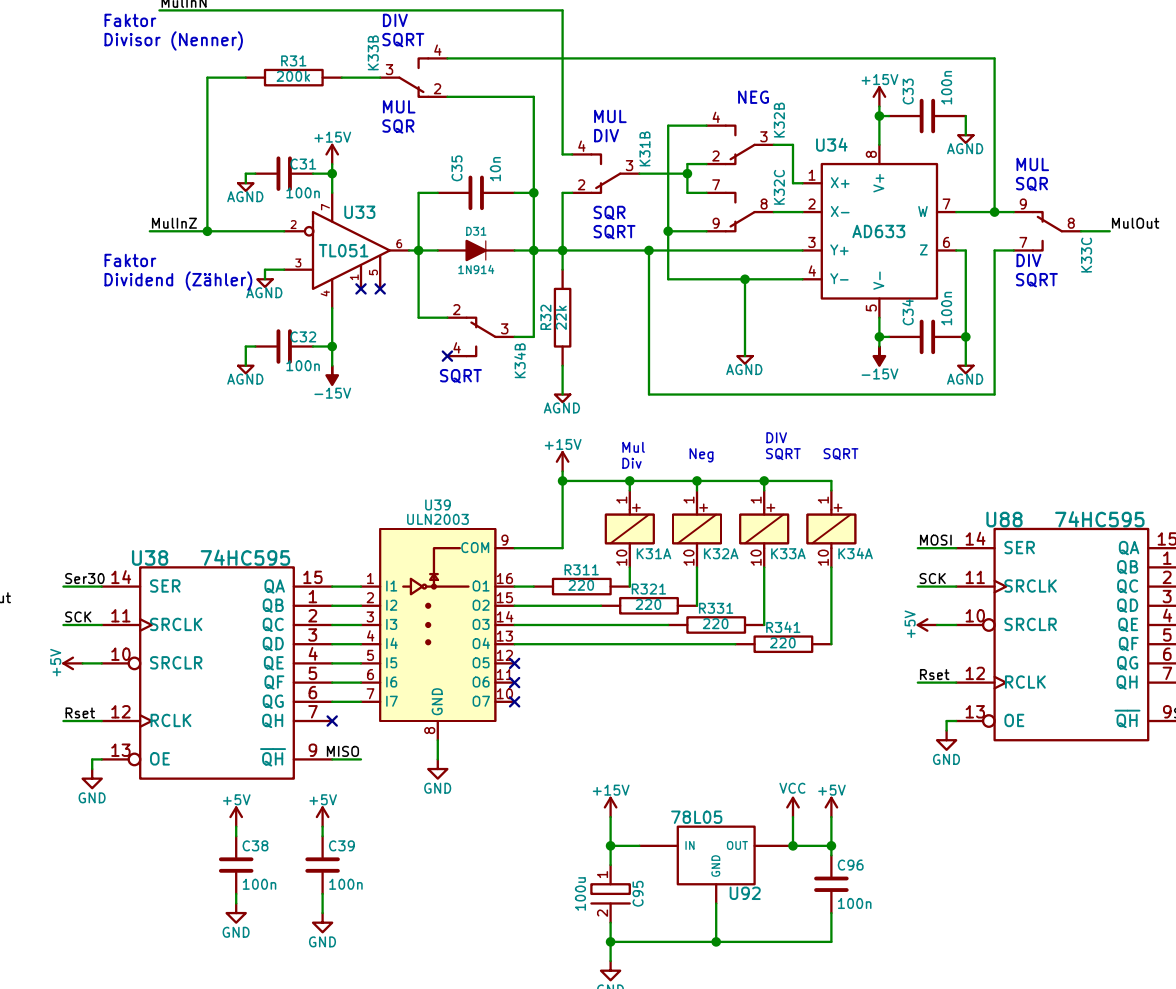 MulInN
Faktor
Divisor (Nenner)
DIV
SQRT
K33B
4
3
2
R31
200k
MUL
SQR
+15V
C31
100n
AGND
7
U33
MulInZ
2
TL051
6
3
1
5
4
AGND
Faktor
Dividend (Zähler)
C32
100n
AGND
-15V
C35
10n
D31
1N914
2
3
4
K34B
SQRT
R32
22k
AGND
MUL
DIV
4
3
2
K31B
SQR
SQRT
NEG
4
3
2
K32B
7
8
9
K32C
AGND
+15V
C33
100n
AGND
U34
8
V+
1
X+
2
X-
3
Y+
4
Y-
AD633
W
7
Z
6
V-
5
C34
100n
-15V
AGND
MUL
SQR
9
8
7
MulOut
K33C
DIV
SQRT
+15V
Mul
Div
Neg
DIV
SQRT
SQRT
1
+
10
K31A
1
+
10
K32A
1
+
10
K33A
1
+
10
K34A
R311
220
R321
220
R331
220
R341
220
U39
ULN2003
COM
9
1
I1
O1
16
2
I2
O2
15
3
I3
O3
14
4
I4
O4
13
5
I5
O5
12
6
I6
O6
11
7
I7
O7
10
GND
8
GND
ut
U38
74HC595
Ser30
14
SER
QA
15
QB
1
SCK
11
SRCLK
QC
2
QD
3
+5V
10
SRCLR
QE
4
QF
5
QG
6
Rset
12
RCLK
QH
7
13
OE
QH
9
MISO
GND
U88
74HC595
MOSI
14
SER
QA
15
QB
1
SCK
11
SRCLK
QC
2
QD
3
+5V
10
SRCLR
QE
4
QF
5
QG
6
Rset
12
RCLK
QH
7
13
OE
QH
9
GND
+5V
C38
100n
GND
+5V
C39
100n
GND
+15V
78L05
VCC
+5V
IN
OUT
GND
U92
100u
1
2
C95
C96
100n
GND